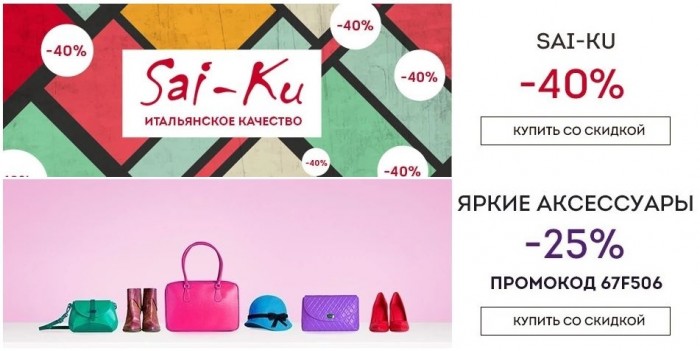 -40%
-40%
-40%
Sai-Ku
ИТАЛЬЯНСКОЕ КАЧЕСТВО
-40%
-40%
SAI-KU
-40%
КУПИТЬ СО СКИДКОЙ
ЯРКИЕ АКСЕССУАРЫ
-25%
ПРОМОКОД 67F506
КУПИТЬ СО СКИДКОЙ